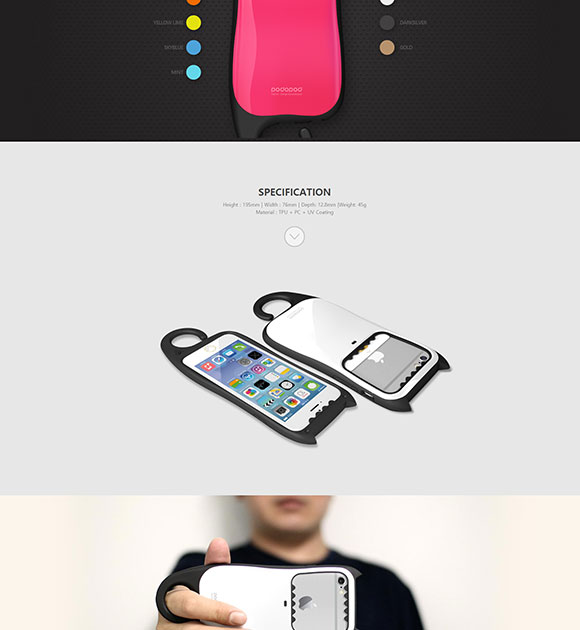 YELLOW LIME
SKYBLUE
DARKSILVER
GOLD
MINT
podopod
SPECIFICATION
Height : 135mm | Width : 76mm | Depth: 12.8mm |Weight: 45g
Material : TPU + PC + UV Coating